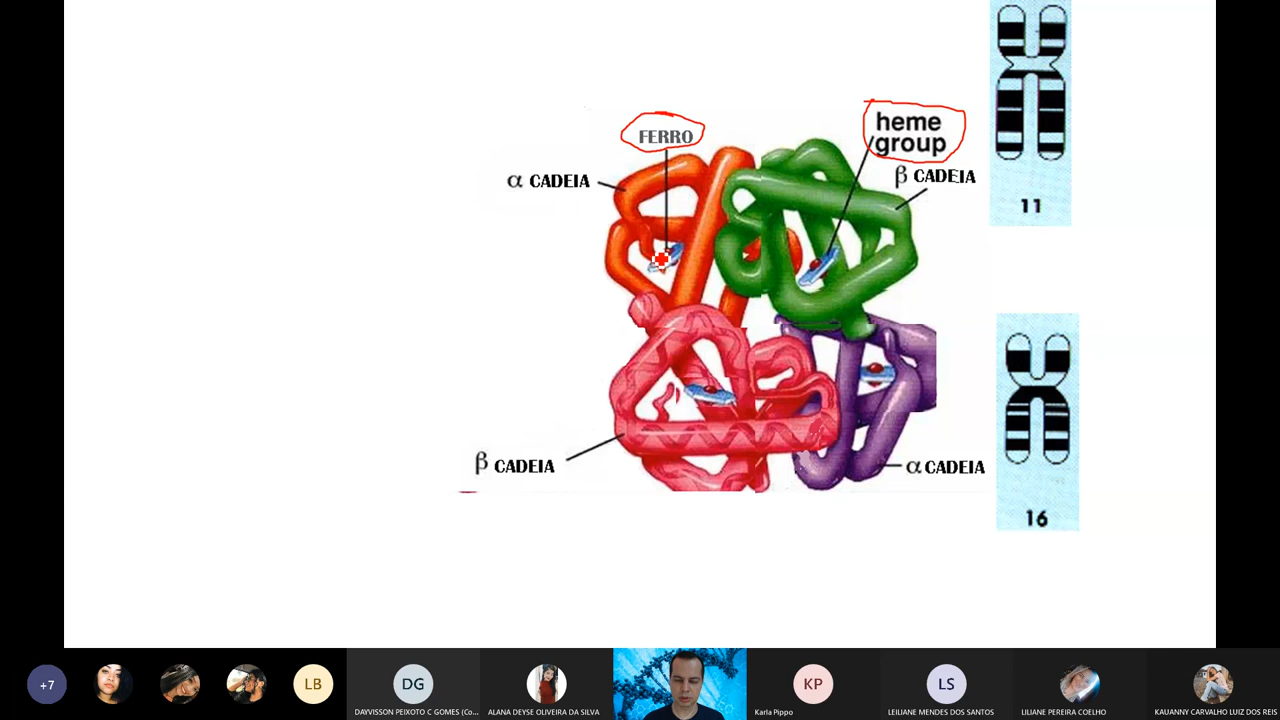 FERRO
heme
group
α CADEIA
β CADEIA
11
β CADEIA
α CADEIA
16
+7
LB
DG
KP
LS
DAYVISSON PEIXOTO C GOMES (Co...
ALANA DEYSE OLIVEIRA DA SILVA
Karla Pippo
LEILIANE MENDES DOS SANTOS
LILIANE PEREIRA COELHO
KAUANNY CARVALHO LUIZ DOS REIS